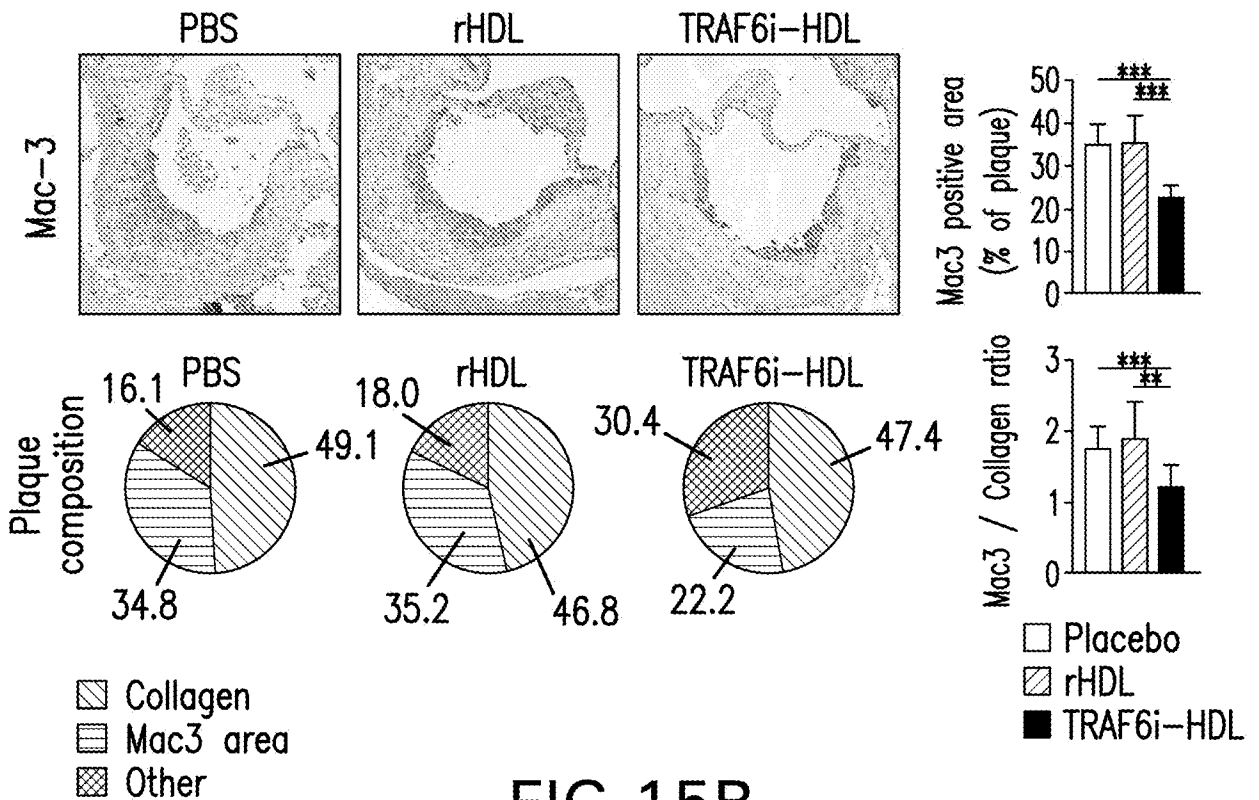 PBS
rHDL
TRAF6i-HDL
Mac-3
Mac3 positive area
(% of plaque)
50
40
30
20
10
0
***
***
Plaque
composition
PBS
16.1
49.1
34.8
rHDL
18.0
35.2
46.8
TRAF6i-HDL
30.4
47.4
22.2
Mac3 / Collagen ratio
3
2
1
0
***
**
Placebo
rHDL
TRAF6i-HDL
Collagen
Mac3 area
Other
FIG. 15B